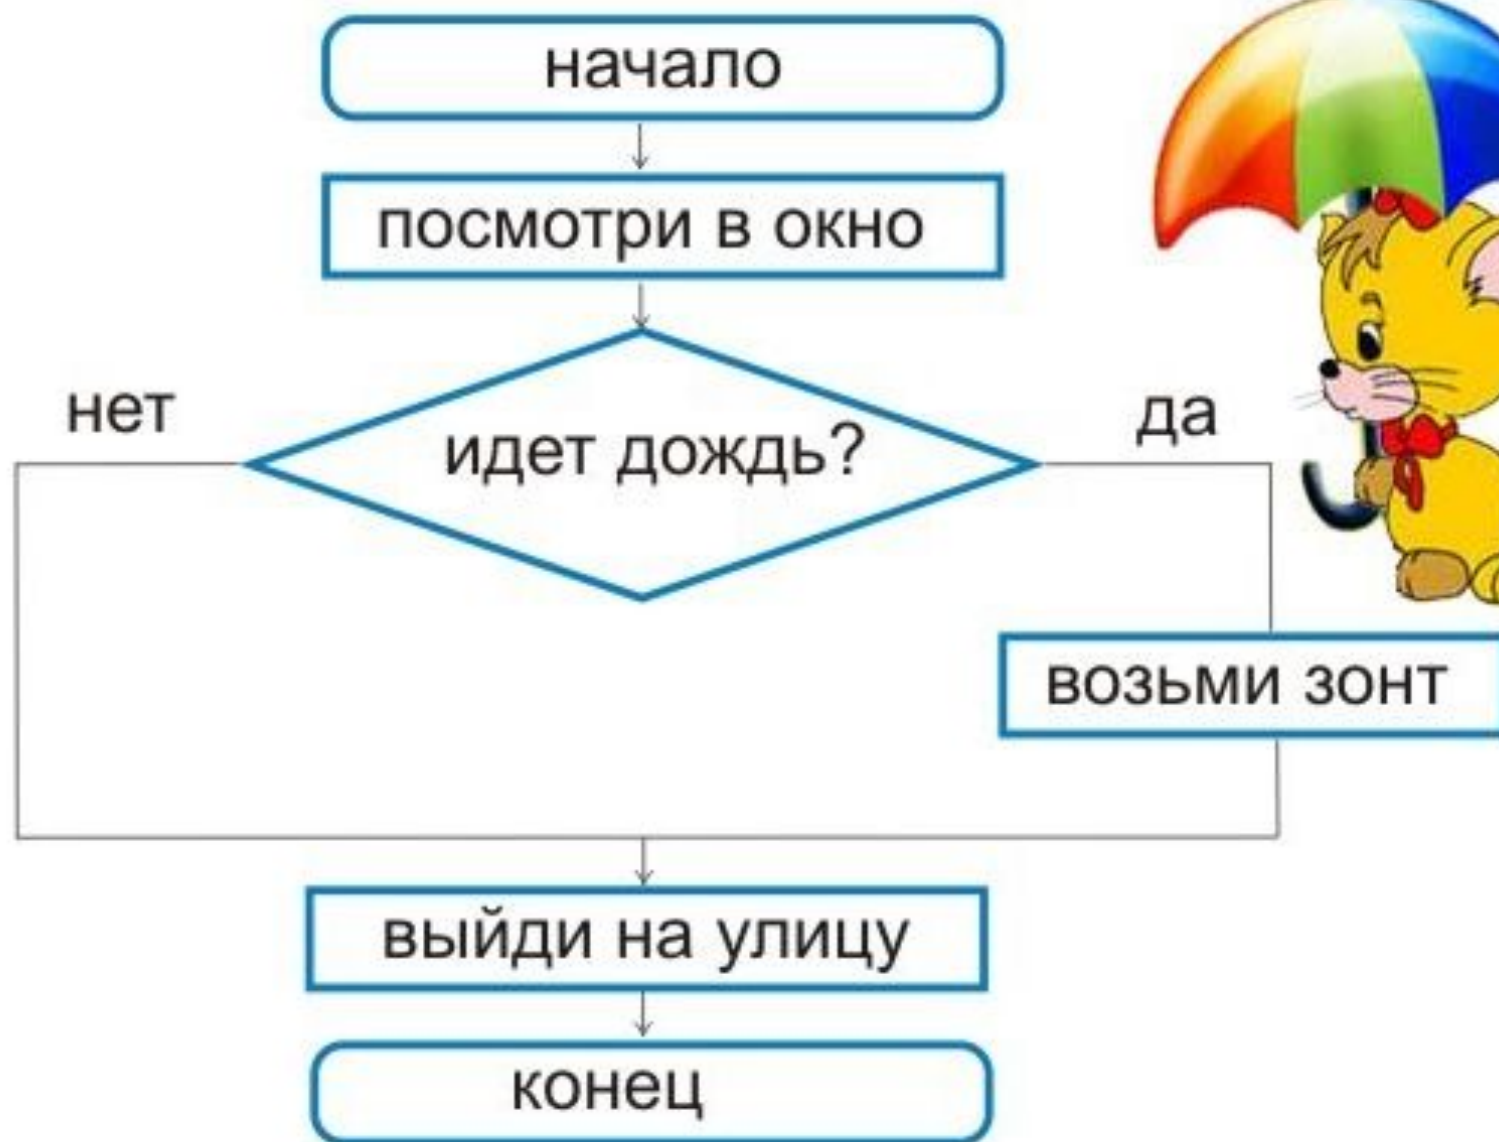 начало
посмотри в окно
нет
идет дождь?
да
возьми зонт
выйди на улицу
конец